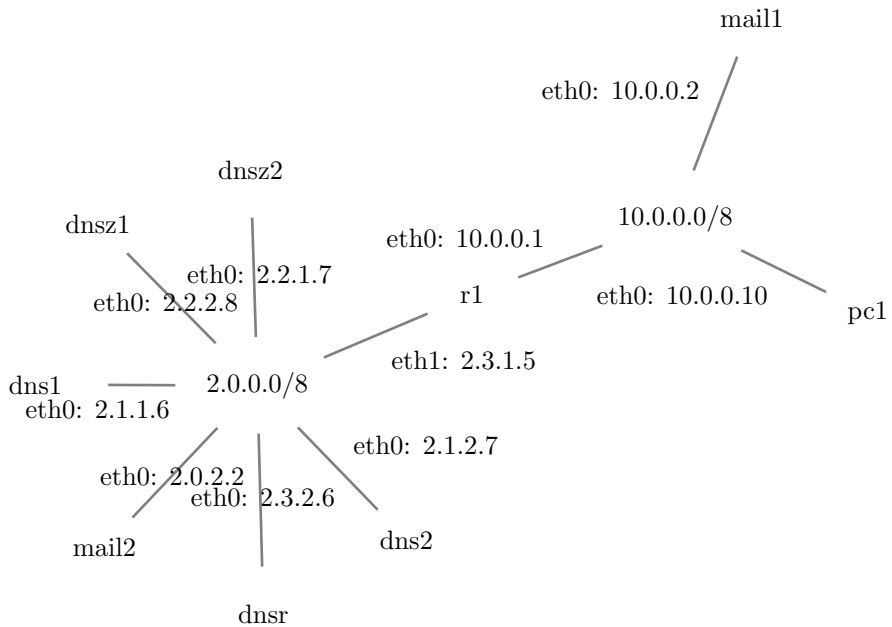 mail1
eth0: 10.0.0.2
dnsz2
10.0.0.0/8
dnsz1
eth0: 10.0.0.1
eth0: 2.2.1.7
r1
eth0: 10.0.0.10
eth0: 2.2.2.8
pc1
eth1: 2.3.1.5
dns1
2.0.0.0/8
eth0: 2.1.1.6
eth0: 2.1.2.7
eth0: 2.0.2.2
eth0: 2.3.2.6
dns2
mail2
dnsr